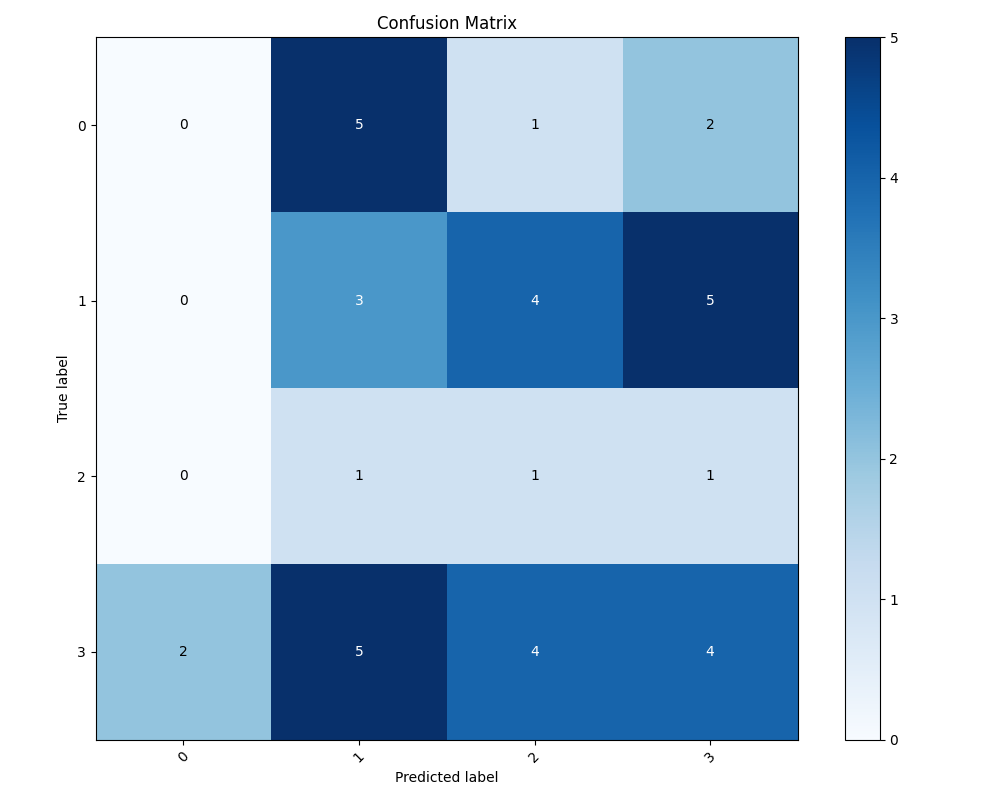 Confusion Matrix
0 0 5 1 2
1 0 3 4 5
2 0 1 1 1
3 2 5 4 4
0 1 2 3
True label
Predicted label
5
4
3
2
1
0